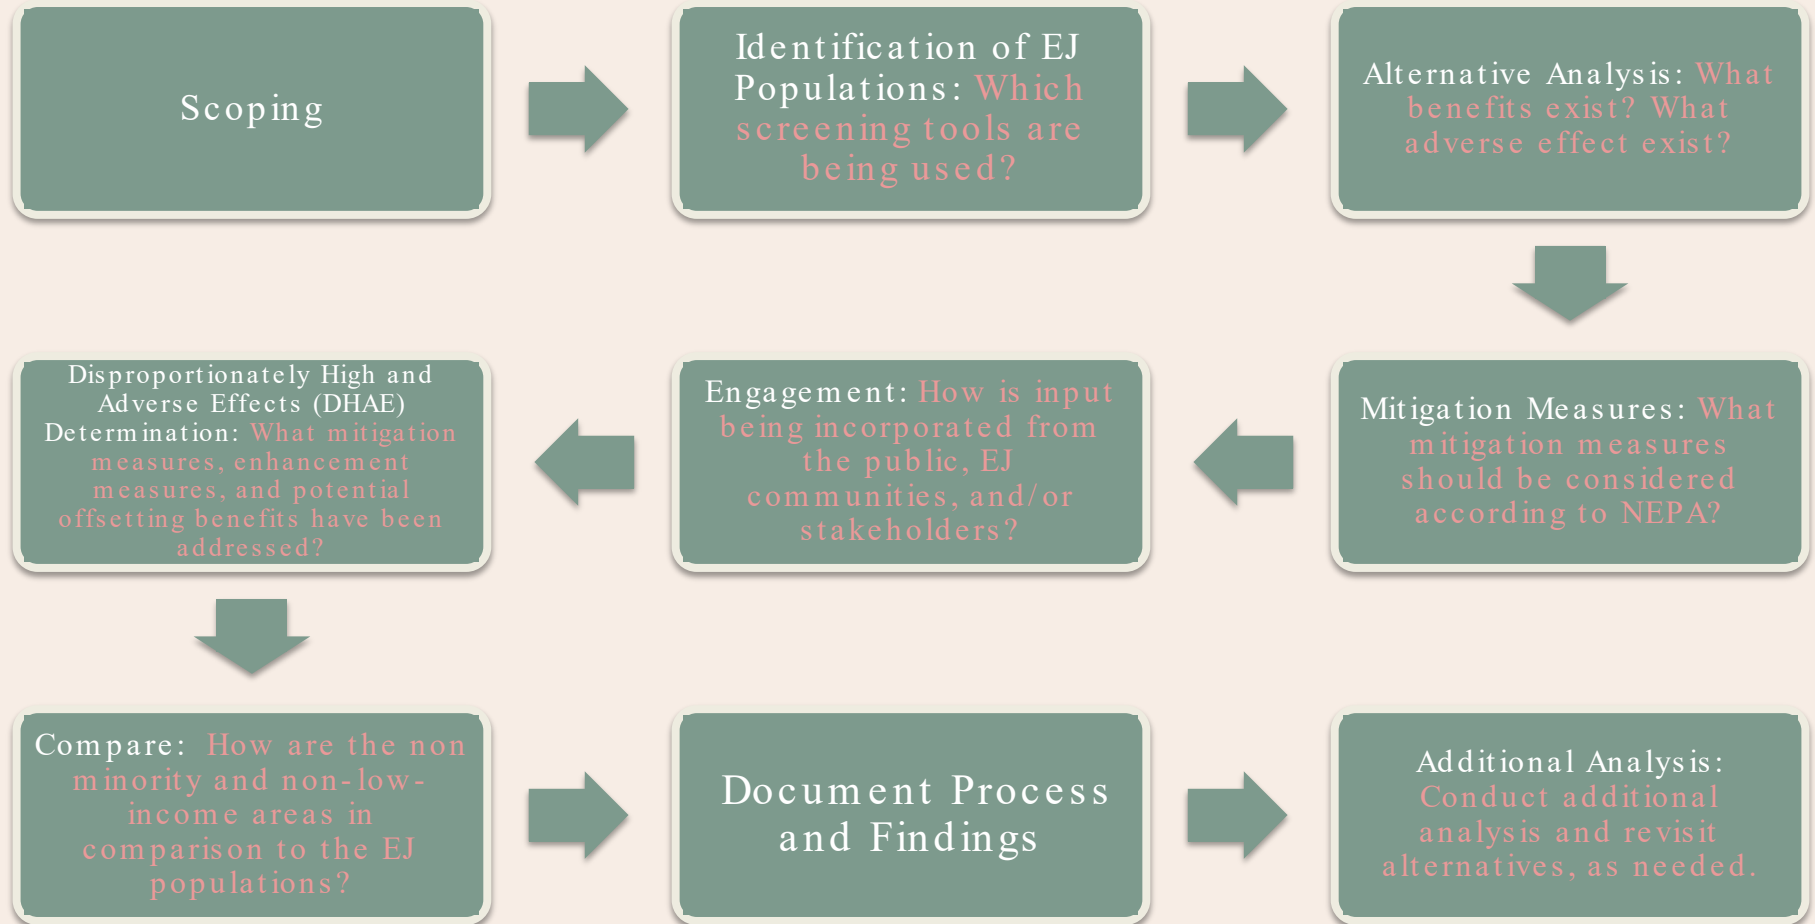 Scoping
Identification of EJ
Populations: Which
screening tools are
being used?
Alternative Analysis: What
benefits exist? What
adverse effect exist?
Mitigation Measures: What
mitigation measures
should be considered
according to NEPA?
Engagement: How is input
being incorporated from
the public, EJ
communities, and/or
stakeholders?
Disproportionately High and
Adverse Effects (DHAE)
Determination: What mitigation
measures, enhancement
measures, and potential
offsetting benefits have been
addressed?
Compare: How are the non
minority and non-low-
income areas in
comparison to the EJ
populations?
Document Process
and Findings
Additional Analysis:
Conduct additional
analysis and revisit
alternatives, as needed.